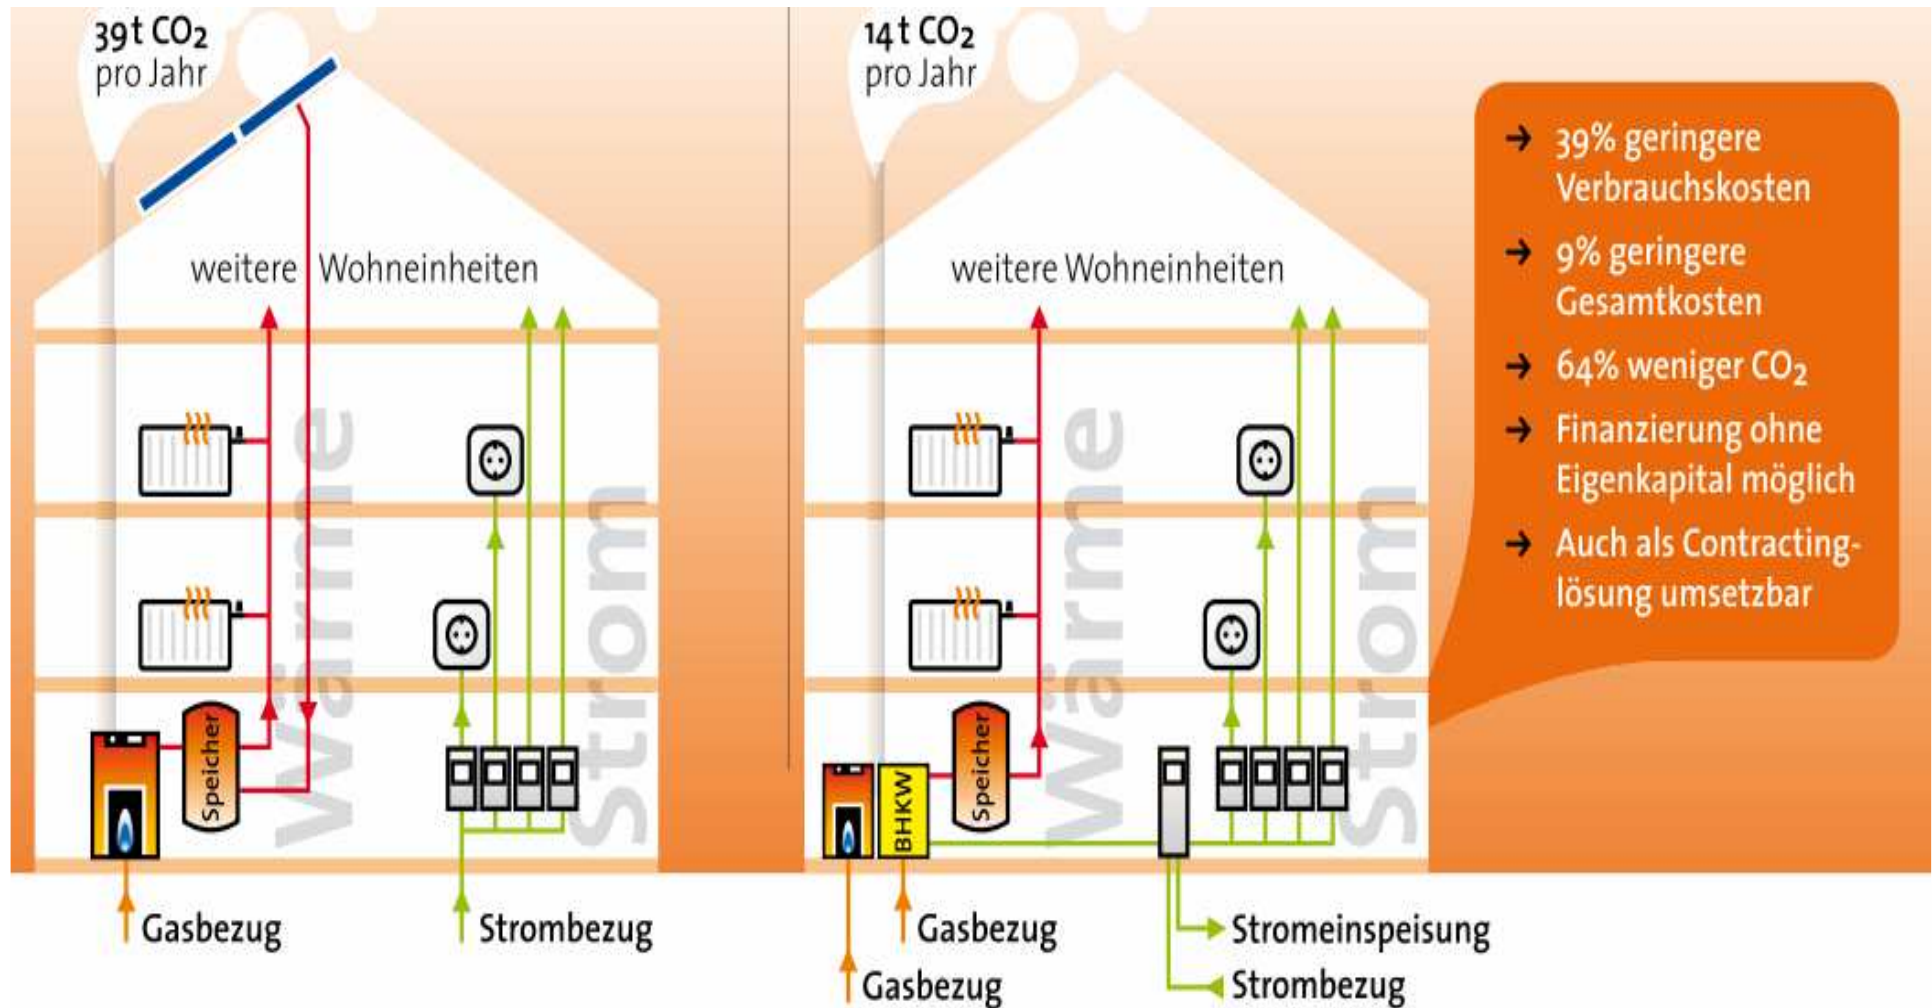 39t CO2
pro Jahr
weitere Wohneinheiten
Wärme
Strom
Speicher
Gasbezug
Strombezug
14t CO2
pro Jahr
weitere Wohneinheiten
Wärme
Strom
BHKW
Speicher
Gasbezug
Gasbezug
Stromeinspeisung
Strombezug
→ 39% geringere
Verbrauchskosten
→ 9% geringere
Gesamtkosten
→ 64% weniger CO2
→ Finanzierung ohne
Eigenkapital möglich
→ Auch als Contracting-
lösung umsetzbar